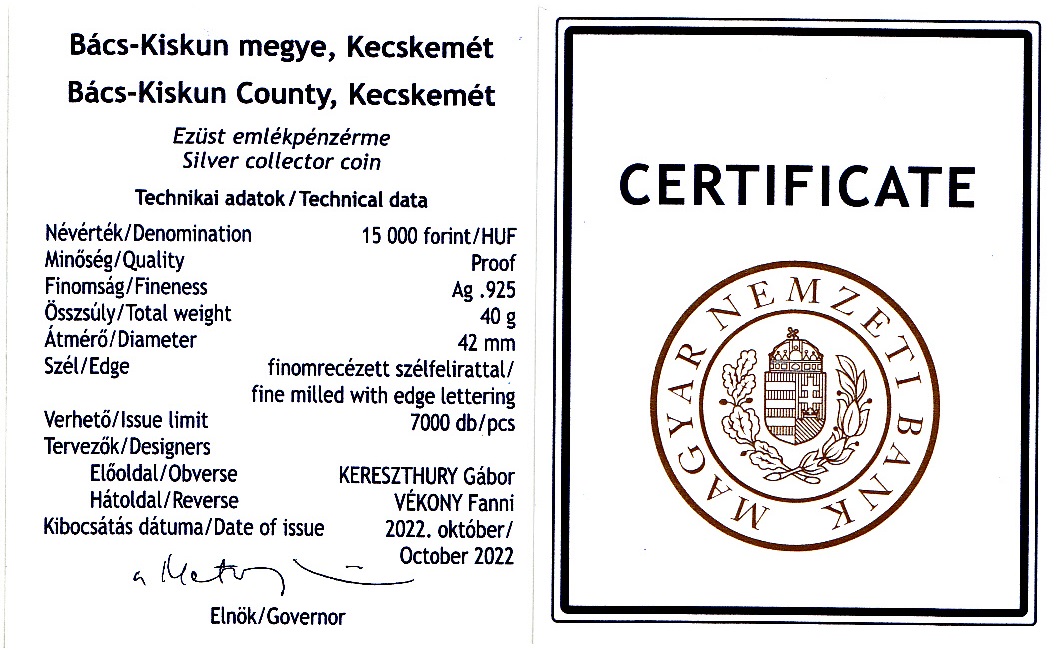 Bács-Kiskun megye, Kecskemét
Bács-Kiskun County, Kecskemét
Ezüst emlékpénzérme
Silver collector coin
Technikai adatok/Technical data
Névérték/Denomination 15 000 forint/HUF
Minőség/Quality Proof
Finomság/Fineness Ag .925
Összsúly/Total weight 40 g
Átmérő/Diameter 42 mm
Szél/Edge finomrecézett szélfelirattal/
fine milled with edge lettering
Verhető/Issue limit 7000 db/pcs
Tervezők/Designers
Előoldal/Obverse KERESZTHURY Gábor
Hátoldal/Reverse VÉKONY Fanni
Kibocsátás dátuma/Date of issue 2022. október/
October 2022
Elnök/Governor
CERTIFICATE
MAGYAR NEMZETI BANK